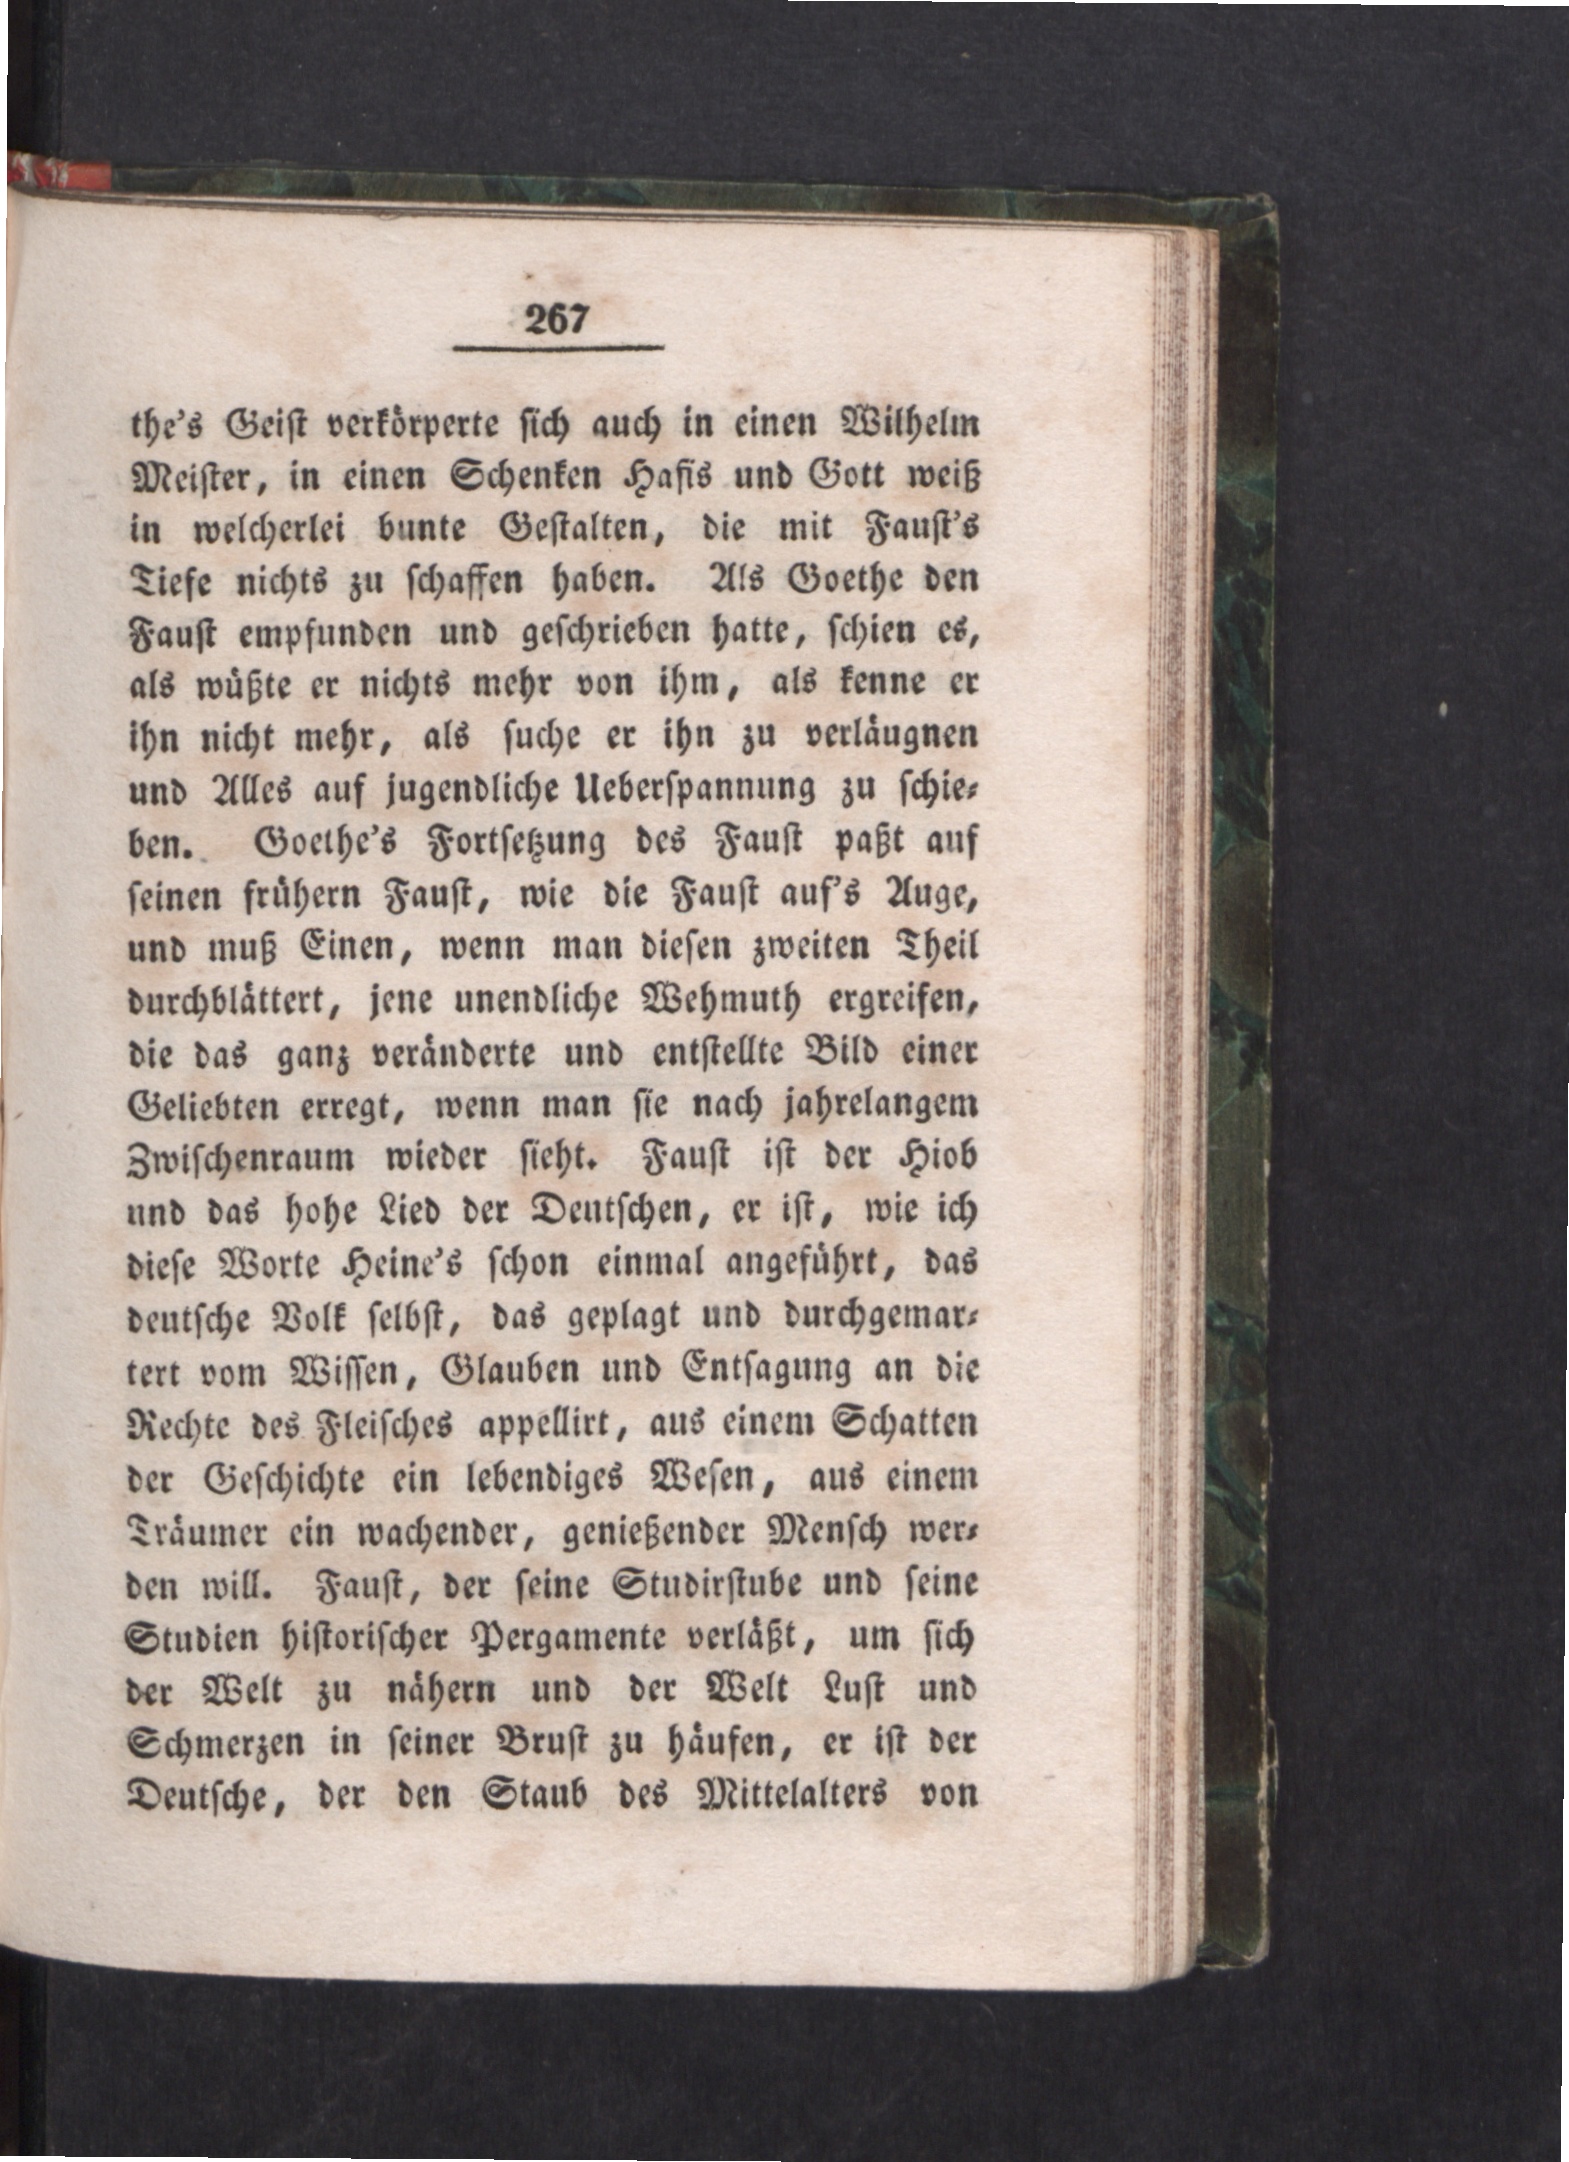 267
the's Geiſt verkörperte ſich auch in einen Wilhelm
Meiſter, in einen Schenken Hafis und Gott weiß
in welcherlei bunte Geſtalten, die mit Fauſt's
Tiefe nichts zu ſchaffen haben. Als Goethe den
Fauſt empfunden und geſchrieben hatte, ſchien es,
als wüßte er nichts mehr von ihm, als kenne er
ihn nicht mehr, als ſuche er ihn zu verläugnen
und Alles auf jugendliche Ueberſpannung zu ſchie⸗
ben. Goethe's Fortſetzung des Fauſt paßt auf
ſeinen frühern Fauſt, wie die Fauſt auf's Auge,
und muß Einen, wenn man dieſen zweiten Theil
durchblättert, jene unendliche Wehmuth ergreifen,
die das ganz veränderte und entſtellte Bild einer
Geliebten erregt, wenn man ſie nach jahrelangem
Zwiſchenraum wieder ſieht. Fauſt iſt der Hiob
und das hohe Lied der Deutſchen, er iſt, wie ich
dieſe Worte Heine's ſchon einmal angeführt, das
deutſche Volk ſelbſt, das geplagt und durchgemar⸗
tert vom Wiſſen, Glauben und Entſagung an die
Rechte des Fleiſches appellirt, aus einem Schatten
der Geſchichte ein lebendiges Weſen, aus einem
Träumer ein wachender, genießender Menſch wer⸗
den will. Fauſt, der ſeine Studirſtube und ſeine
Studien hiſtoriſcher Pergamente verläßt, um ſich
der Welt zu nähern und der Welt Luſt und
Schmerzen in ſeiner Bruſt zu häufen, er iſt der
Deutſche, der den Staub des Mittelalters von